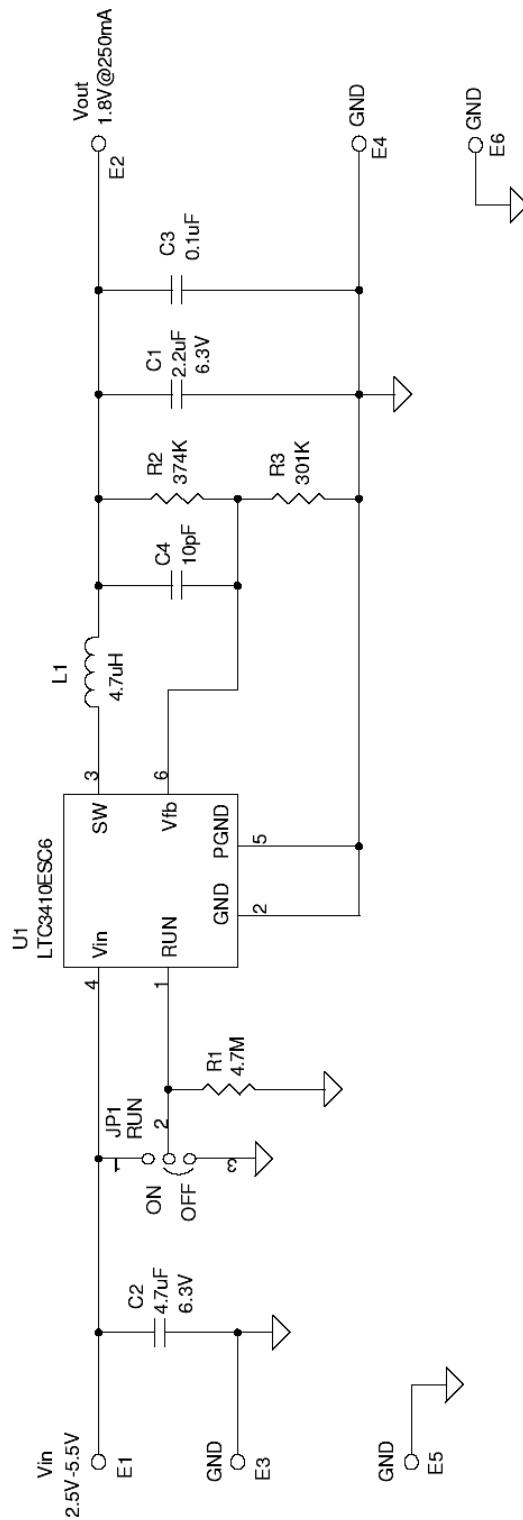 Vin
2.5V-5.5V
E1
GND
E3
GND
E5
C2
4.7uF
6.3V
JP1
RUN
1
2
3
ON
OFF
R1
4.7M
U1
LTC3410ESC6
4
Vin
1
RUN
SW
3
Vfb
6
GND
2
PGND
5
L1
4.7uH
C4
10pF
R2
374K
R3
301K
C1
2.2uF
6.3V
C3
0.1uF
Vout
1.8V@250mA
E2
GND
E4
GND
E6